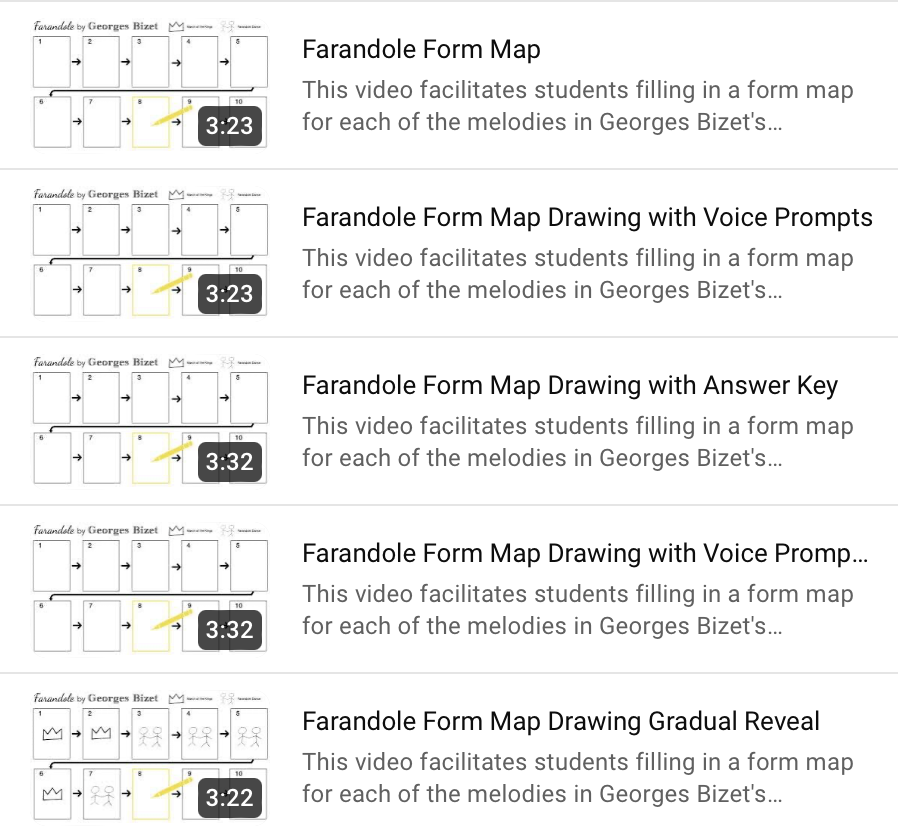 Farandole by Georges Bizet
1 2 3 4 5
6 7 8 9 10
3:23
Farandole Form Map
This video facilitates students filling in a form map
for each of the melodies in Georges Bizet's...
Farandole by Georges Bizet
1 2 3 4 5
6 7 8 9 10
3:23
Farandole Form Map Drawing with Voice Prompts
This video facilitates students filling in a form map
for each of the melodies in Georges Bizet's...
Farandole by Georges Bizet
1 2 3 4 5
6 7 8 9 10
3:32
Farandole Form Map Drawing with Answer Key
This video facilitates students filling in a form map
for each of the melodies in Georges Bizet's...
Farandole by Georges Bizet
1 2 3 4 5
6 7 8 9 10
3:32
Farandole Form Map Drawing with Voice Promp...
This video facilitates students filling in a form map
for each of the melodies in Georges Bizet's...
Farandole by Georges Bizet
1 2 3 4 5
6 7 8 9 10
3:22
Farandole Form Map Drawing Gradual Reveal
This video facilitates students filling in a form map
for each of the melodies in Georges Bizet's...